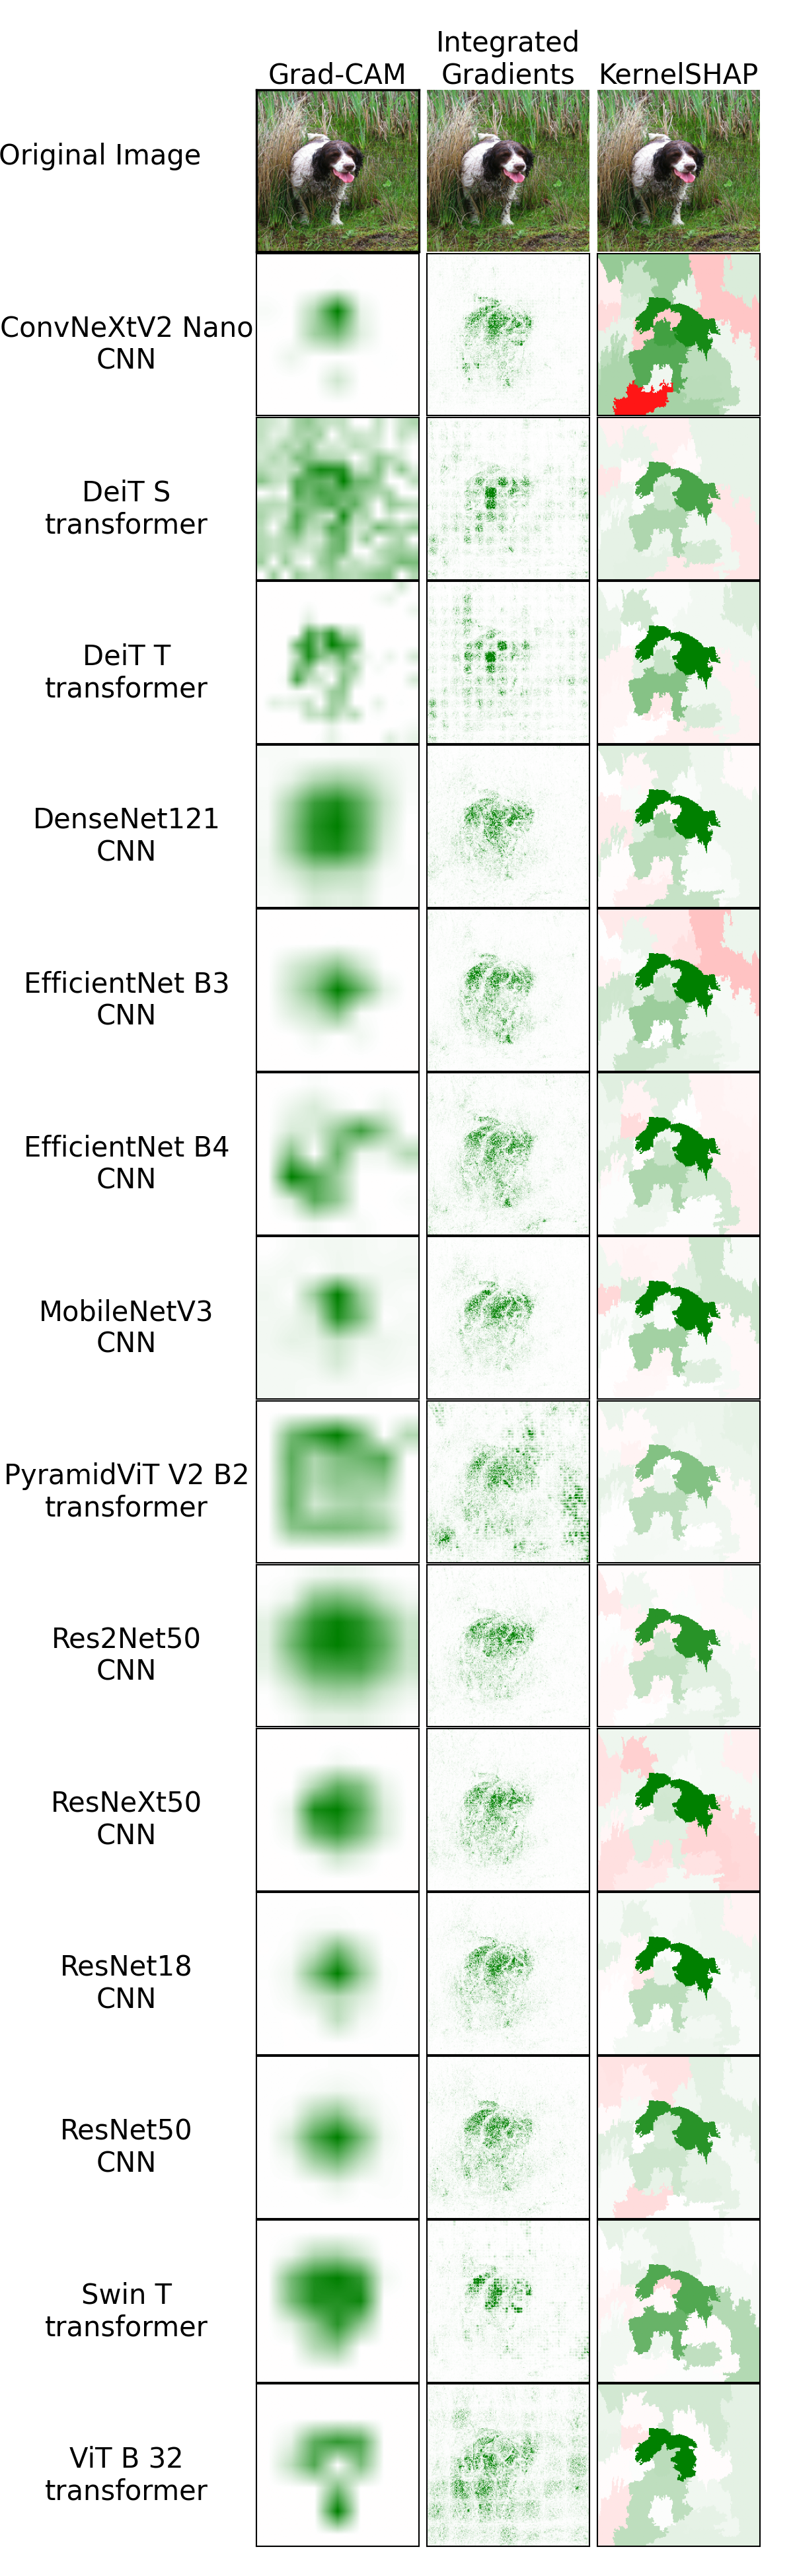 Integrated
Grad-CAM Gradients KernelSHAP
Original Image
ConvNeXtV2 Nano
CNN
DeiT S
transformer
DeiT T
transformer
DenseNet121
CNN
EfficientNet B3
CNN
EfficientNet B4
CNN
MobileNetV3
CNN
PyramidViT V2 B2
transformer
Res2Net50
CNN
ResNeXt50
CNN
ResNet18
CNN
ResNet50
CNN
Swin T
transformer
ViT B 32
transformer